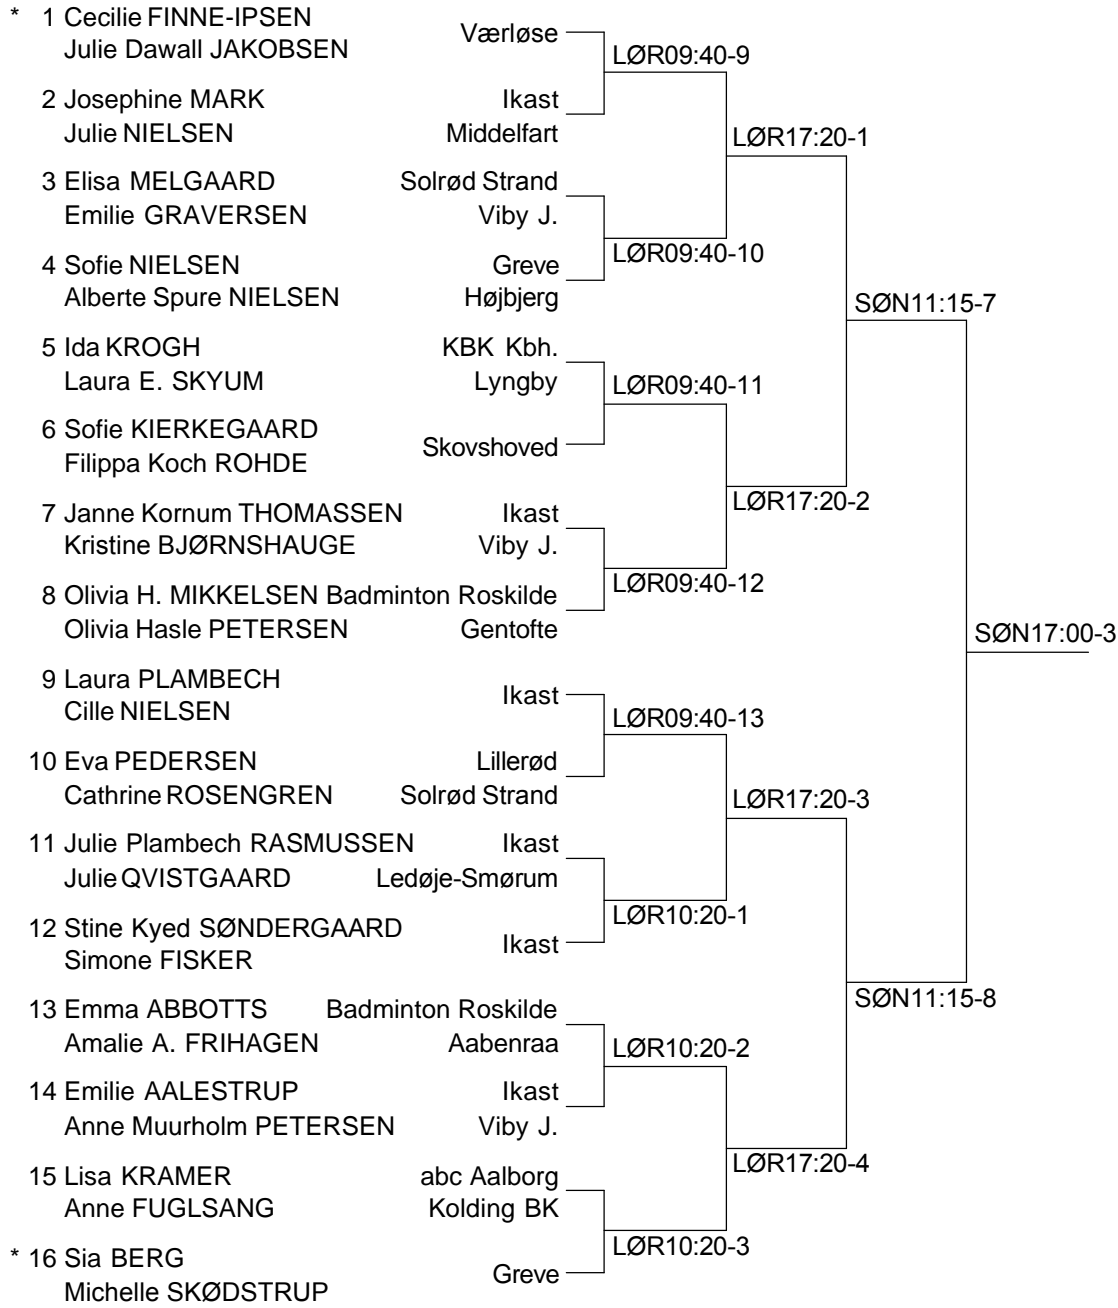 * 1 Cecilie FINNE-IPSEN
Værløse
Julie Dawall JAKOBSEN
LØR09:40-9
2 Josephine MARK Ikast
Julie NIELSEN Middelfart
LØR17:20-1
3 Elisa MELGAARD Solrød Strand
Emilie GRAVERSEN Viby J.
LØR09:40-10
4 Sofie NIELSEN Greve
Alberte Spure NIELSEN Højbjerg
SØN11:15-7
5 Ida KROGH KBK Kbh.
Laura E. SKYUM Lyngby
LØR09:40-11
6 Sofie KIERKEGAARD
Skovshoved
Filippa Koch ROHDE
LØR17:20-2
7 Janne Kornum THOMASSEN Ikast
Kristine BJØRNSHAUGE Viby J.
LØR09:40-12
8 Olivia H. MIKKELSEN Badminton Roskilde
Olivia Hasle PETERSEN Gentofte
SØN17:00-3
9 Laura PLAMBECH
Ikast
Cille NIELSEN
LØR09:40-13
10 Eva PEDERSEN Lillerød
Cathrine ROSENGREN Solrød Strand
LØR17:20-3
11 Julie Plambech RASMUSSEN Ikast
Julie QVISTGAARD Ledøje-Smørum
LØR10:20-1
12 Stine Kyed SØNDERGAARD
Ikast
Simone FISKER
SØN11:15-8
13 Emma ABBOTTS Badminton Roskilde
Amalie A. FRIHAGEN Aabenraa
LØR10:20-2
14 Emilie AALESTRUP Ikast
Anne Muurholm PETERSEN Viby J.
LØR17:20-4
15 Lisa KRAMER abc Aalborg
Anne FUGLSANG Kolding BK
LØR10:20-3
* 16 Sia BERG
Greve
Michelle SKØDSTRUP